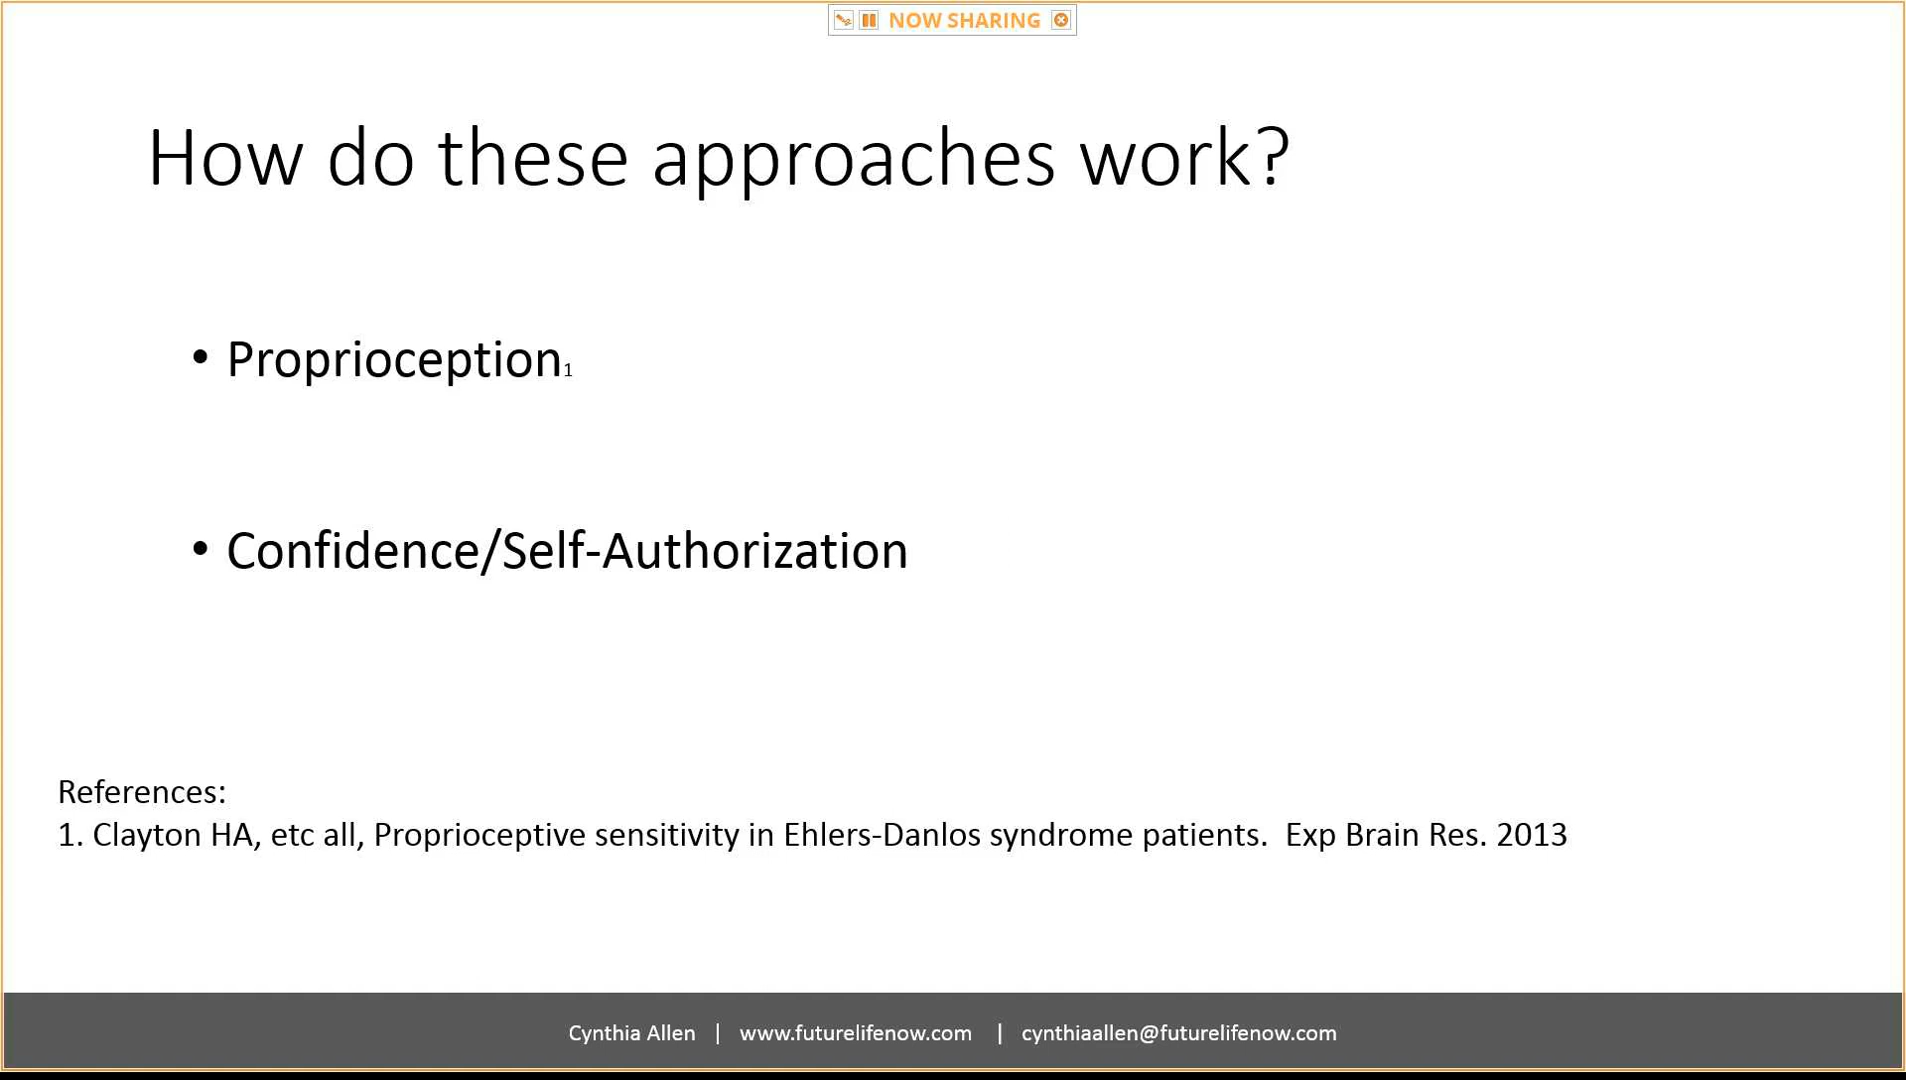 NOW SHARING
How do these approaches work?
• Proprioception1
• Confidence/Self-Authorization
References:
1. Clayton HA, etc all, Proprioceptive sensitivity in Ehlers-Danlos syndrome patients.  Exp Brain Res. 2013
Cynthia Allen | www.futurelifenow.com | cynthiaallen@futurelifenow.com